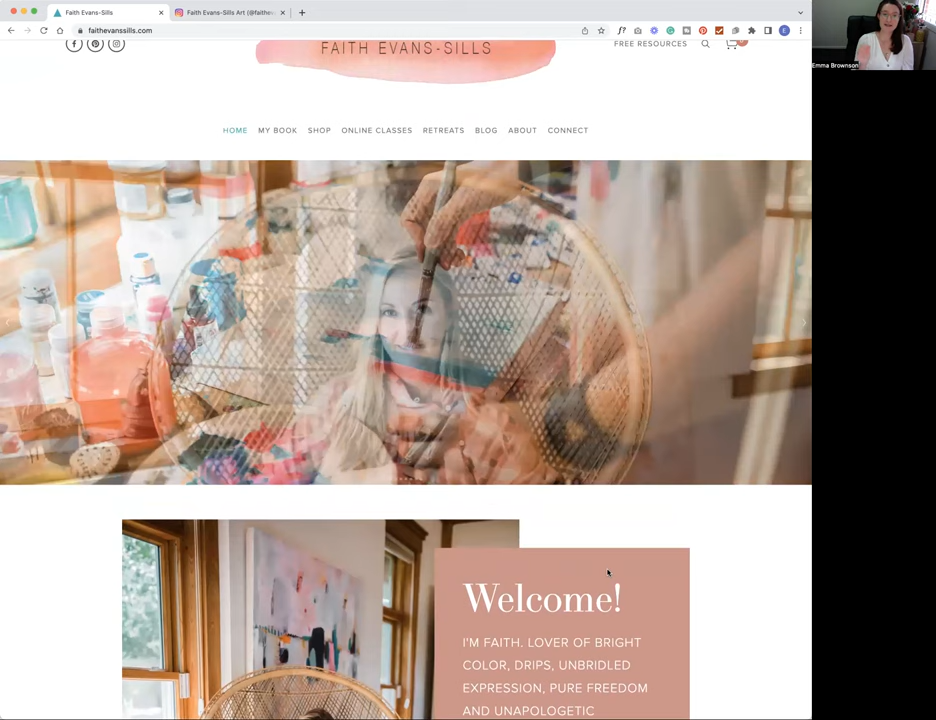 Faith Evans-Sills
Faith Evans-Sills Art (@faithev
faithevanssills.com
Emma Brownson
FAITH EVANS-SILLS
FREE RESOURCES
HOME MY BOOK SHOP ONLINE CLASSES RETREATS BLOG ABOUT CONNECT
Welcome!
I'M FAITH. LOVER OF BRIGHT
COLOR, DRIPS, UNBRIDLED
EXPRESSION, PURE FREEDOM
AND UNAPOLOGETIC